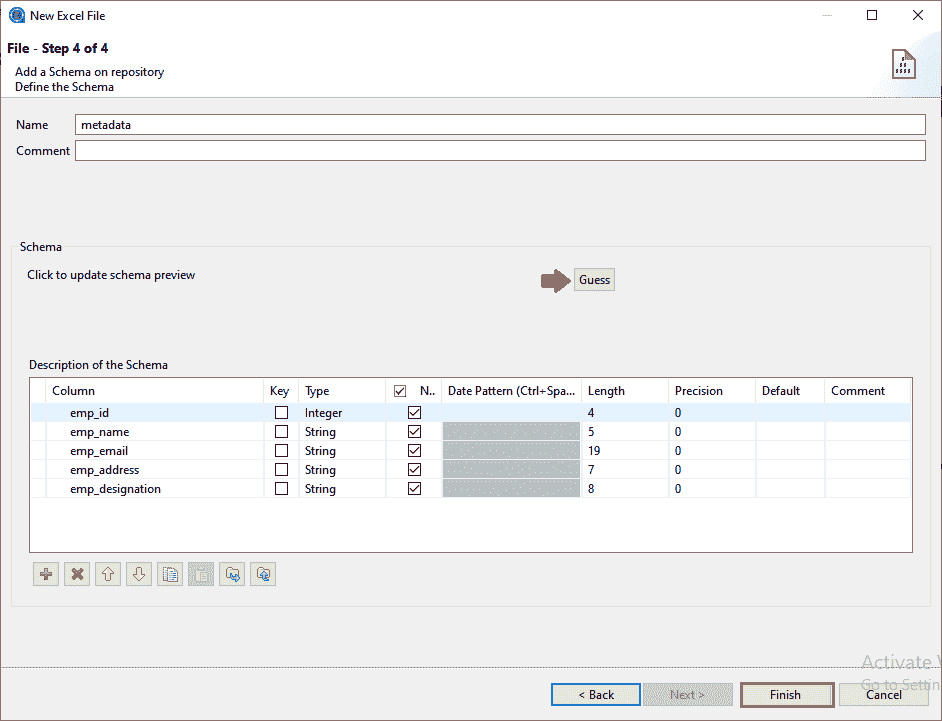 New Excel File
File - Step 4 of 4
Add a Schema on repository
Define the Schema
Name metadata
Comment
Schema
Click to update schema preview
Guess
Description of the Schema
Column Key Type N.. Date Pattern (Ctrl+Spa... Length Precision Default Comment
emp_id Integer 4 0
emp_name String 5 0
emp_email String 19 0
emp_address String 7 0
emp_designation String 8 0
Activate
Go to Settin
< Back Next > Finish Cancel